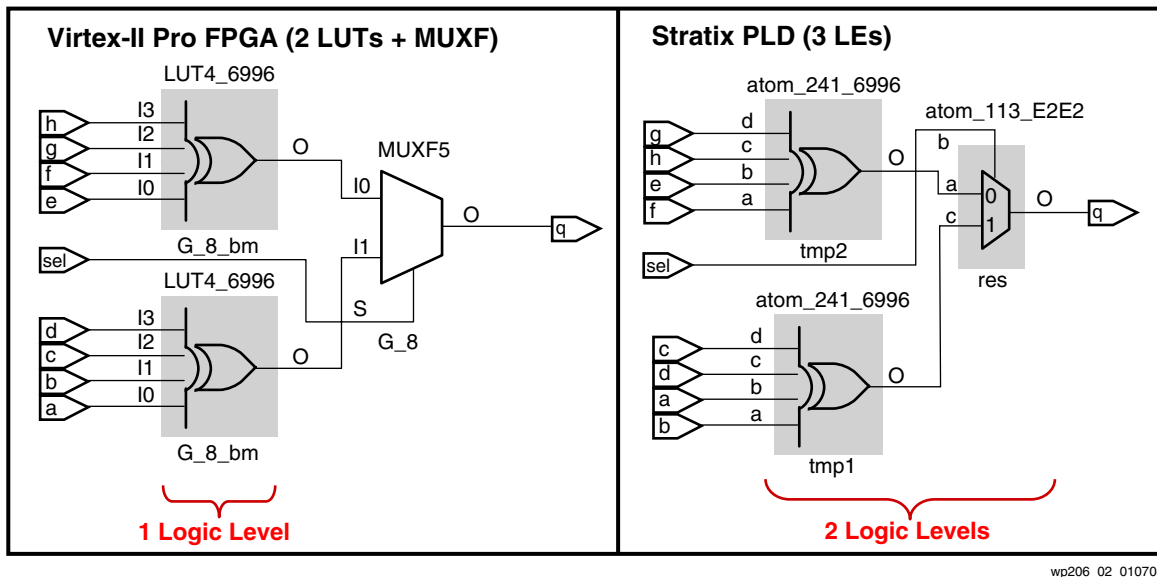 Virtex-II Pro FPGA (2 LUTs + MUXF)
LUT4_6996
h
I3
g
I2
f
I1
e
I0
O
G_8_bm
MUXF5
I0
I1
O
q
sel
S
G_8
LUT4_6996
d
I3
c
I2
b
I1
a
I0
O
G_8_bm
1 Logic Level
Stratix PLD (3 LEs)
atom_241_6996
g
d
h
c
e
b
f
a
O
tmp2
atom_113_E2E2
b
a
0
c
1
O
q
res
sel
atom_241_6996
c
d
d
c
a
b
b
a
O
tmp1
2 Logic Levels
wp206_02_01070